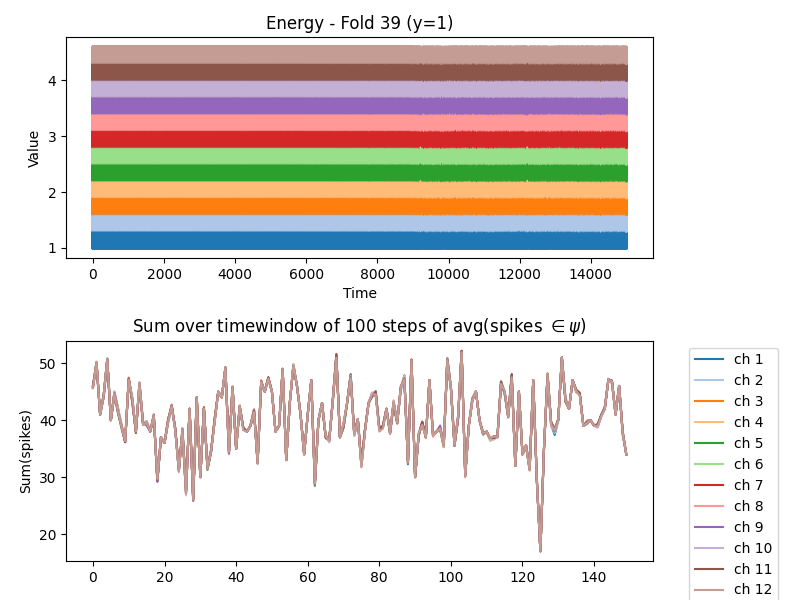 Energy - Fold 39 (y=1)
Value
4
3
2
1
0 2000 4000 6000 8000 10000 12000 14000
Time
Sum over timewindow of 100 steps of avg(spikes ∈ ψ)
Sum(spikes)
50
40
30
20
0 20 40 60 80 100 120 140
ch 1
ch 2
ch 3
ch 4
ch 5
ch 6
ch 7
ch 8
ch 9
ch 10
ch 11
ch 12